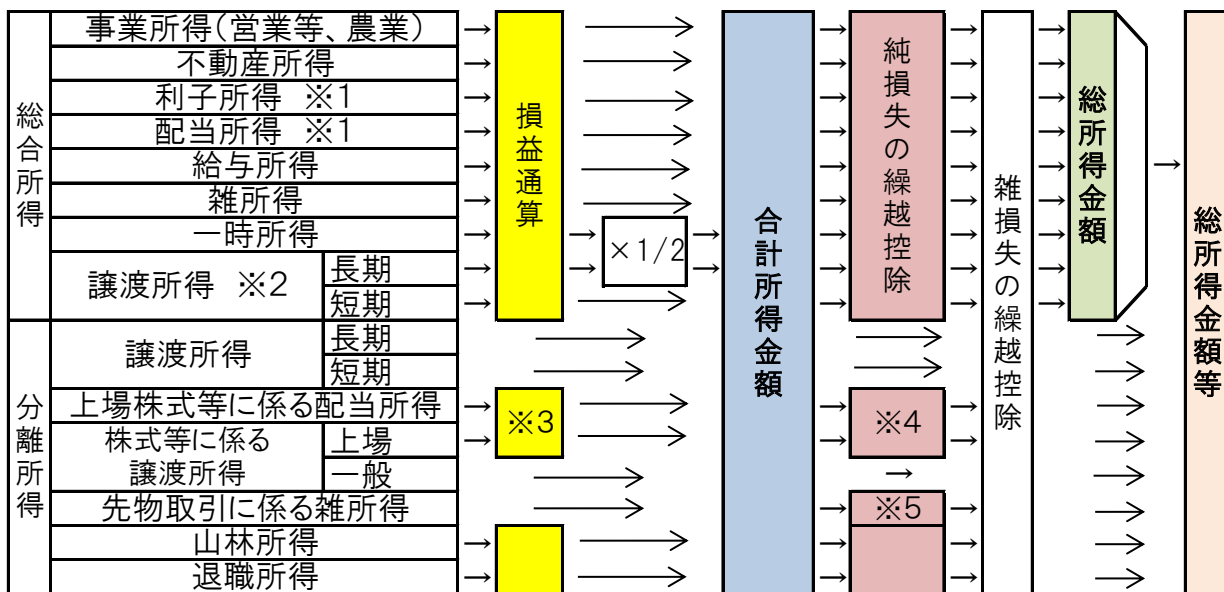 総合所得
事業所得(営業等、農業)
不動産所得
利子所得 ※1
配当所得 ※1
給与所得
雑所得
一時所得
譲渡所得 ※2
長期
短期
分離所得
譲渡所得
長期
短期
上場株式等に係る配当所得
株式等に係る
譲渡所得
上場
一般
先物取引に係る雑所得
山林所得
退職所得
損益通算
※3
×1/2
合計所得金額
純損失の繰越控除
※4
※5
雑損失の繰越控除
総所得金額
総所得金額等